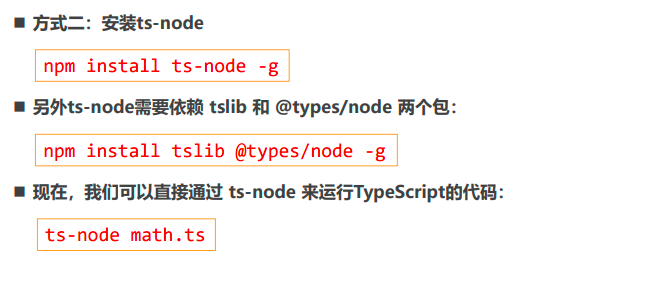 ■ 方式二：安装ts-node
npm install ts-node -g
■ 另外ts-node需要依赖 tslib 和 @types/node 两个包：
npm install tslib @types/node -g
■ 现在，我们可以直接通过 ts-node 来运行TypeScript的代码：
ts-node math.ts